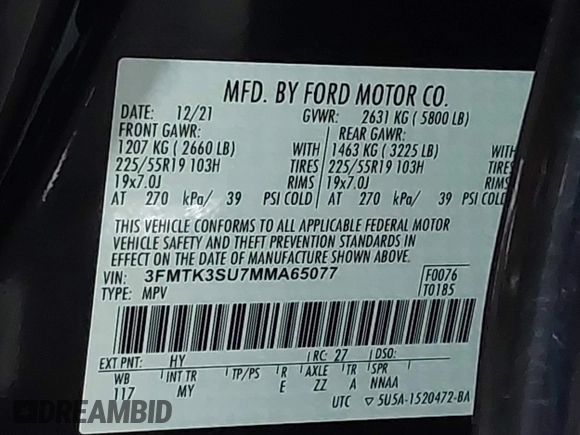 MFD. BY FORD MOTOR CO.
DATE: 12/21 GVWR: 2631 KG ( 5800 LB)
FRONT GAWR: REAR GAWR:
1207 KG ( 2660 LB) WITH 1463 KG ( 3225 LB) WITH
225/55R19 103H TIRES 225/55R19 103H TIRES
19x7.0J RIMS 19x7.0J RIMS
AT 270 kPa/ 39 PSI COLD AT 270 kPa/ 39 PSI COLD
THIS VEHICLE CONFORMS TO ALL APPLICABLE FEDERAL MOTOR
VEHICLE SAFETY AND THEFT PREVENTION STANDARDS IN
EFFECT ON THE DATE OF MANUFACTURE SHOWN ABOVE.
VIN: 3FMTK3SU7MMA65077 F0076
TYPE: MPV T0185
EXT PNT: HY RC: 27 DSO:
WB INT TR TP/PS R AXLE TR SPR
117 MY E ZZ A NNAA
UTC 5U5A-1520472-BA
DREAMBID